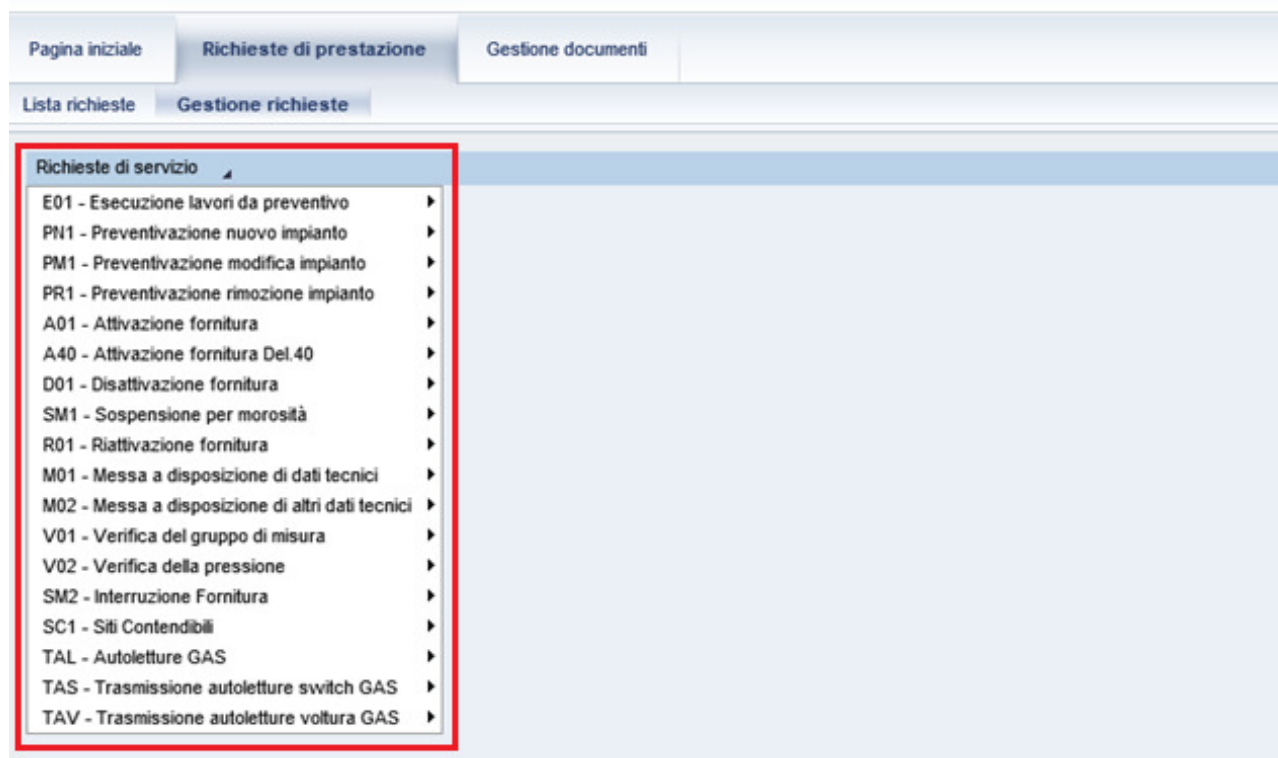 Pagina iniziale Richieste di prestazione Gestione documenti
Lista richieste Gestione richieste
Richieste di servizio
E01 - Esecuzione lavori da preventivo
PN1 - Preventivazione nuovo impianto
PM1 - Preventivazione modifica impianto
PR1 - Preventivazione rimozione impianto
A01 - Attivazione fornitura
A40 - Attivazione fornitura Del.40
D01 - Disattivazione fornitura
SM1 - Sospensione per morosità
R01 - Riattivazione fornitura
M01 - Messa a disposizione di dati tecnici
M02 - Messa a disposizione di altri dati tecnici
V01 - Verifica del gruppo di misura
V02 - Verifica della pressione
SM2 - Interruzione Fornitura
SC1 - Siti Contendibili
TAL - Autoletture GAS
TAS - Trasmissione autoletture switch GAS
TAV - Trasmissione autoletture voltura GAS